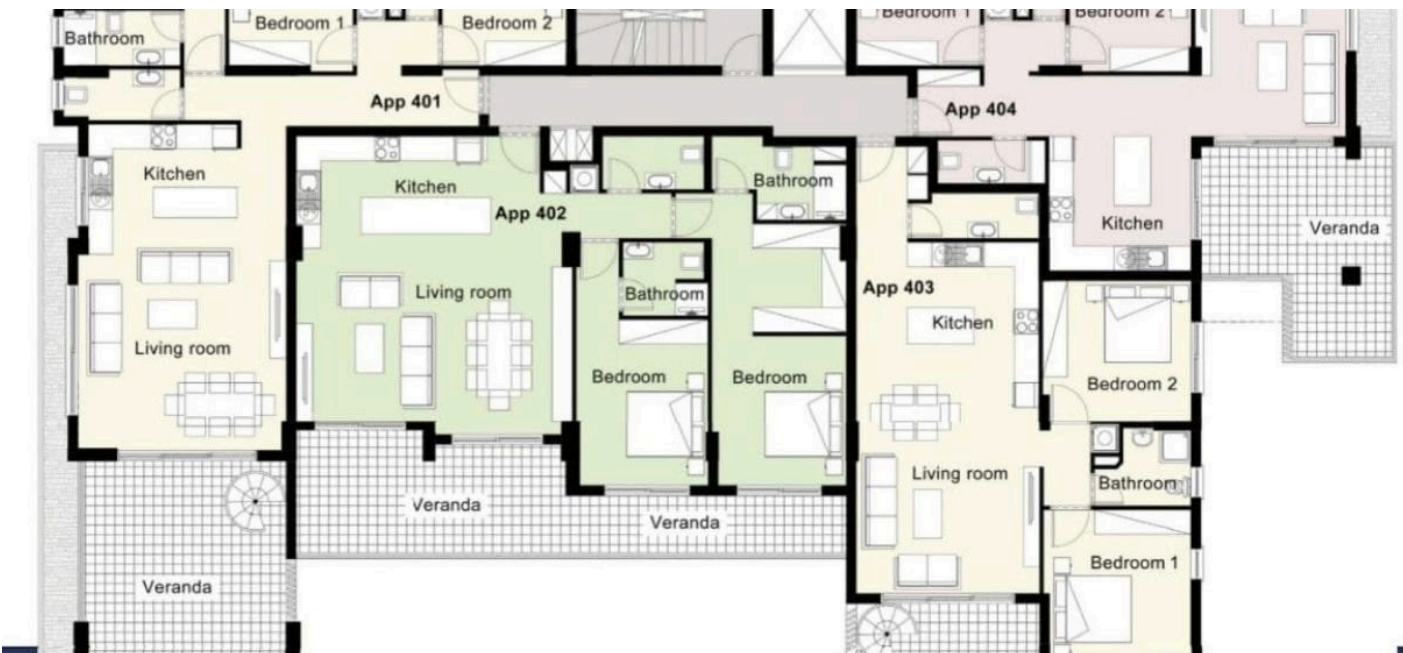 Bedroom 1
Bedroom 2
Bedroom 1
Bedroom 2
Bathroom
App 401
App 404
Kitchen
Kitchen
Bathroom
App 402
Kitchen
Veranda
App 403
Living room
Bathroom
Kitchen
Living room
Bedroom
Bedroom
Bedroom 2
Living room
Bathroom
Veranda
Veranda
Bedroom 1
Veranda